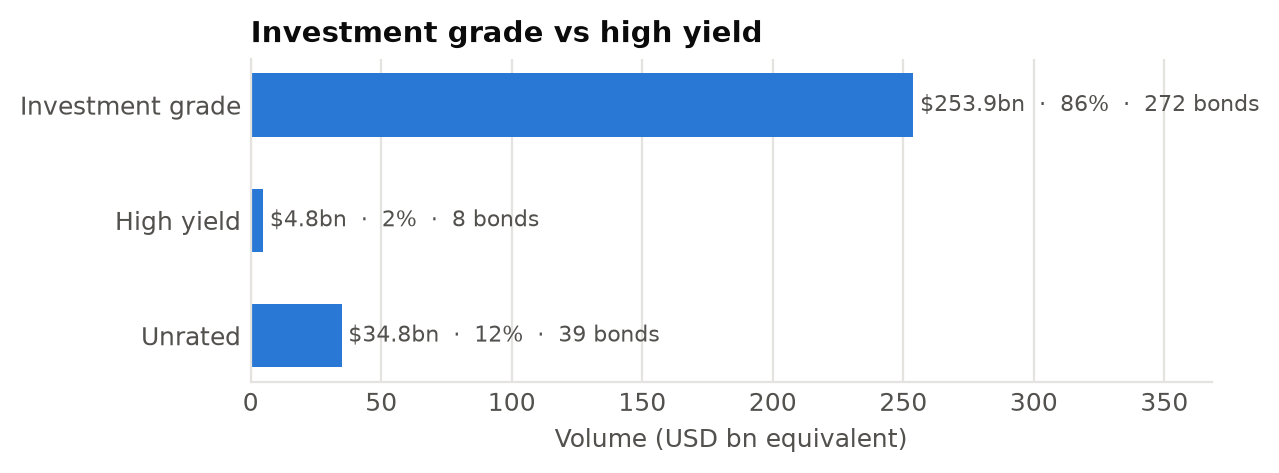 Investment grade vs high yield
Investment grade $253.9bn · 86% · 272 bonds
High yield $4.8bn · 2% · 8 bonds
Unrated $34.8bn · 12% · 39 bonds
0 50 100 150 200 250 300 350
Volume (USD bn equivalent)